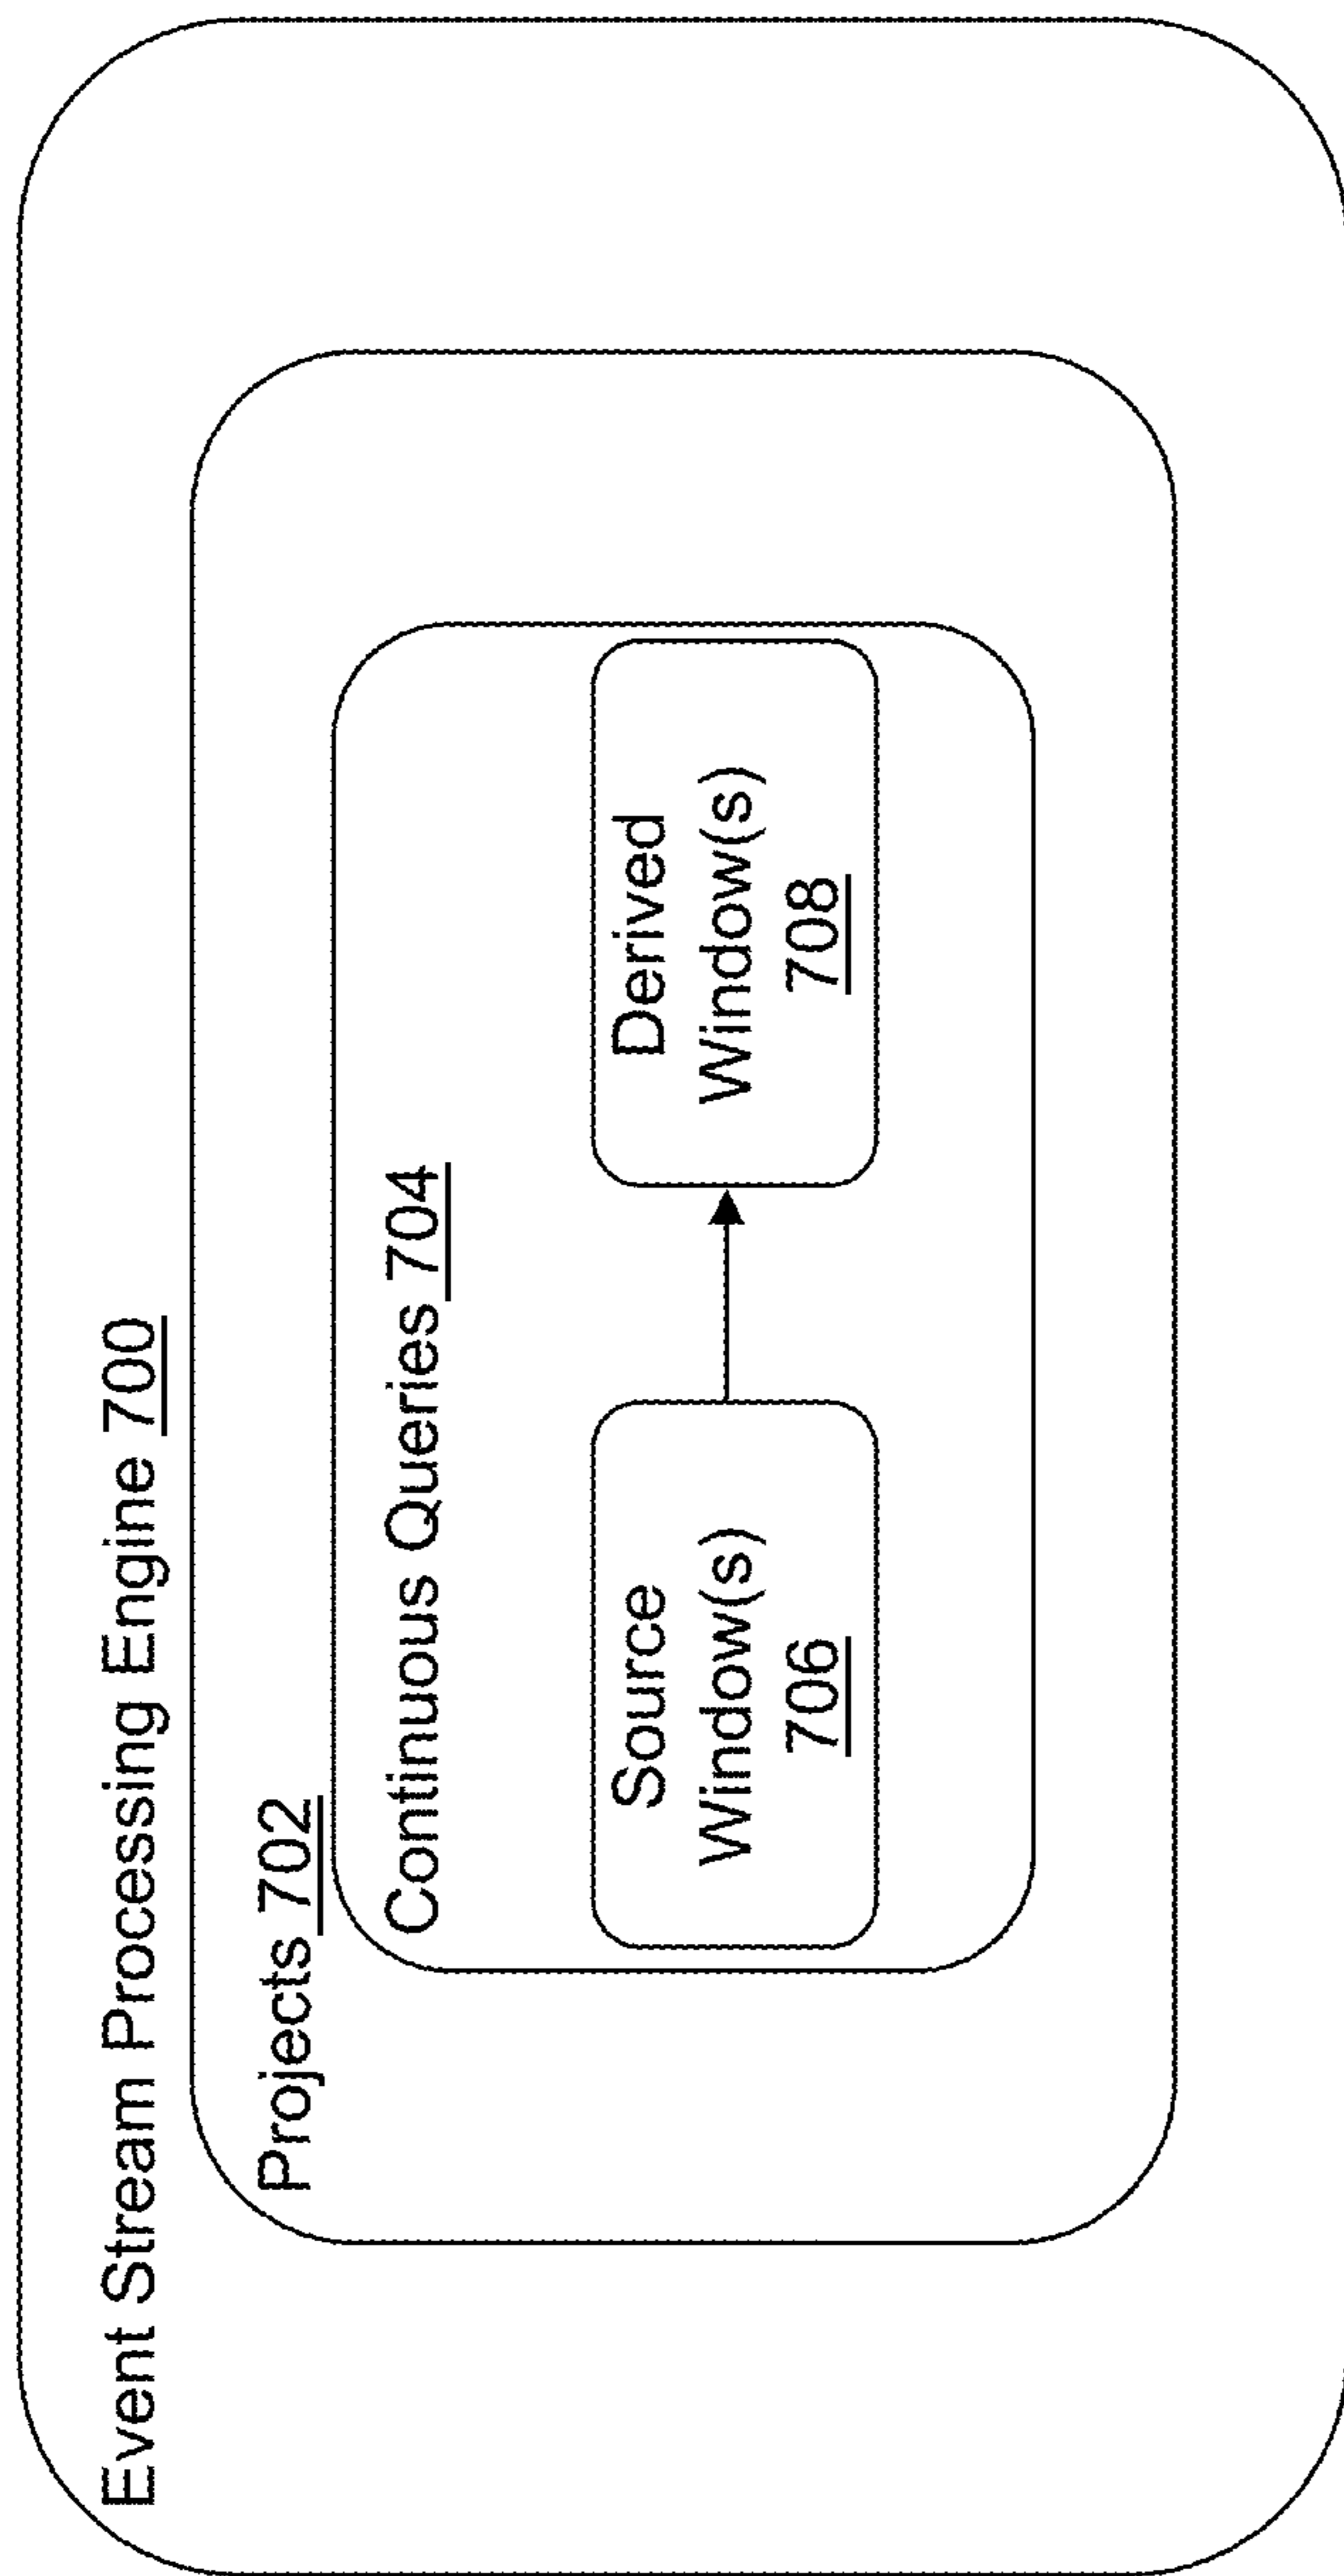 Event Stream Processing Engine 700
Projects 702
Continuous Queries 704
Source
Window(s)
706
Derived
Window(s)
708